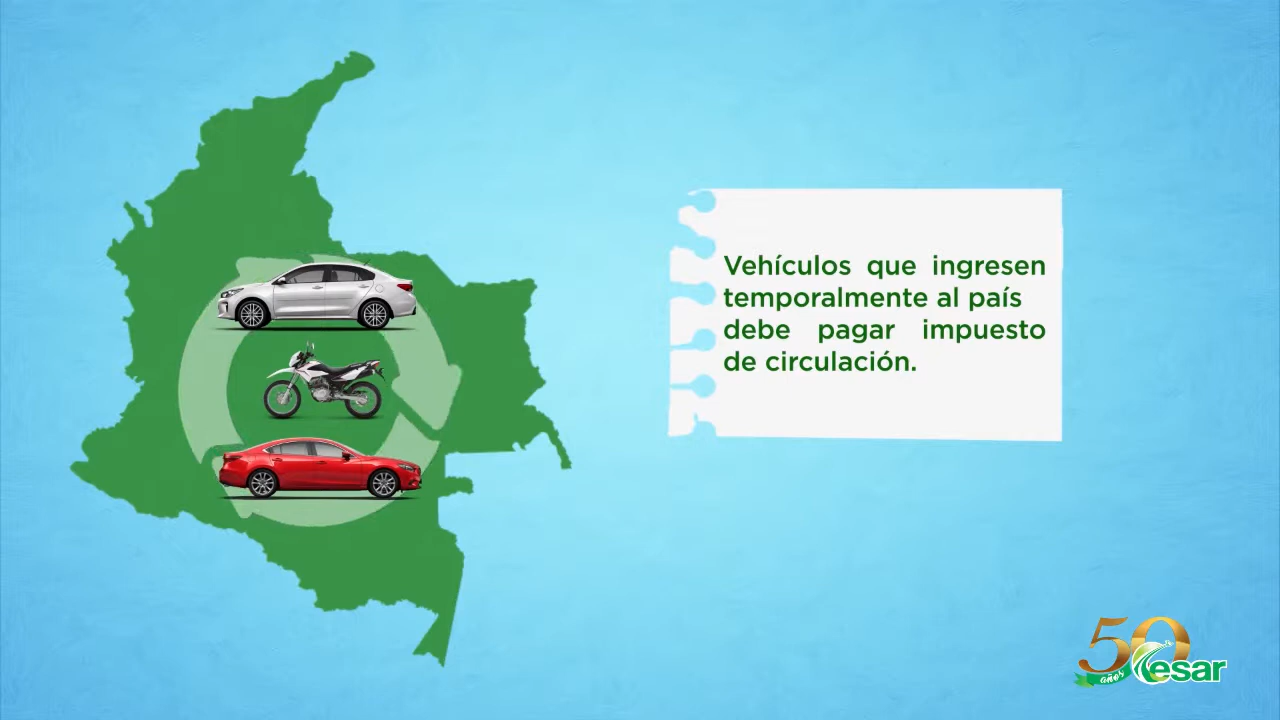 Vehículos que ingresen
temporalmente al país
debe pagar impuesto
de circulación.
50
años
Cesar